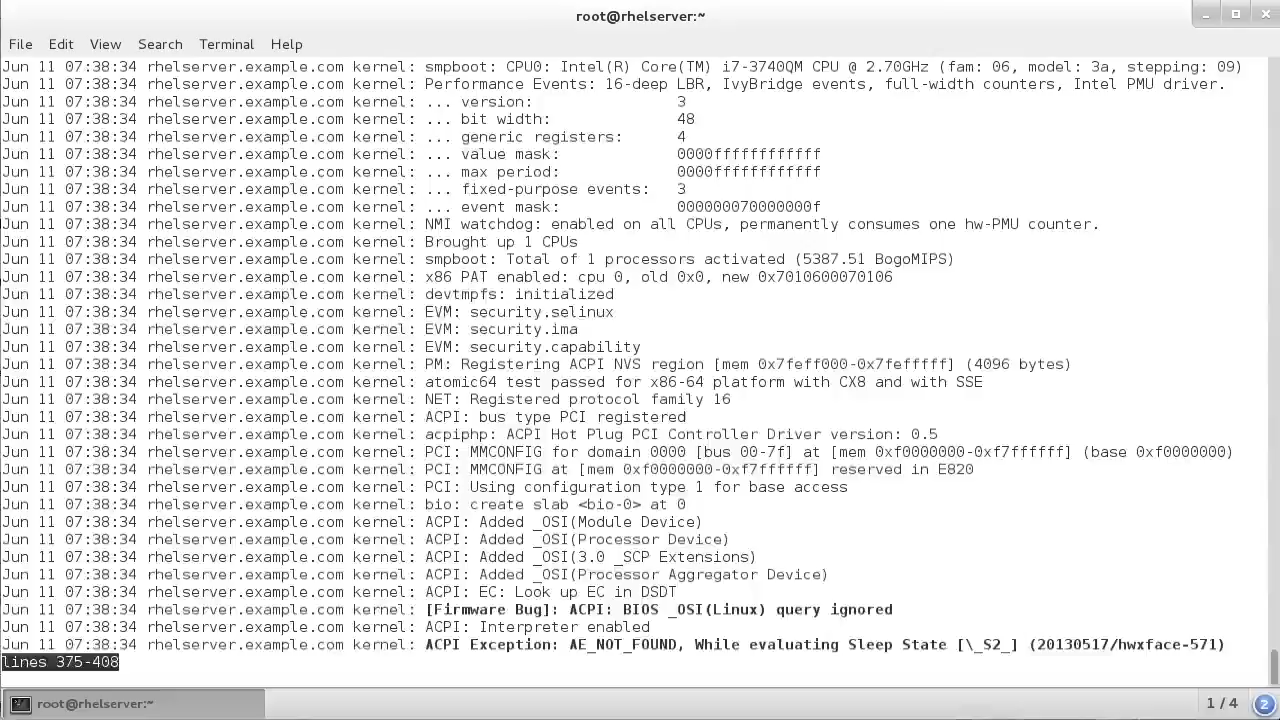 root@rhelserver:~
File Edit View Search Terminal Help
Jun 11 07:38:34 rhelserver.example.com kernel: smpboot: CPU0: Intel(R) Core(TM) i7-3740QM CPU @ 2.70GHz (fam: 06, model: 3a, stepping: 09)
Jun 11 07:38:34 rhelserver.example.com kernel: Performance Events: 16-deep LBR, IvyBridge events, full-width counters, Intel PMU driver.
Jun 11 07:38:34 rhelserver.example.com kernel: ... version: 3
Jun 11 07:38:34 rhelserver.example.com kernel: ... bit width: 48
Jun 11 07:38:34 rhelserver.example.com kernel: ... generic registers: 4
Jun 11 07:38:34 rhelserver.example.com kernel: ... value mask: 0000ffffffffffff
Jun 11 07:38:34 rhelserver.example.com kernel: ... max period: 0000ffffffffffff
Jun 11 07:38:34 rhelserver.example.com kernel: ... fixed-purpose events: 3
Jun 11 07:38:34 rhelserver.example.com kernel: ... event mask: 000000070000000f
Jun 11 07:38:34 rhelserver.example.com kernel: NMI watchdog: enabled on all CPUs, permanently consumes one hw-PMU counter.
Jun 11 07:38:34 rhelserver.example.com kernel: Brought up 1 CPUs
Jun 11 07:38:34 rhelserver.example.com kernel: smpboot: Total of 1 processors activated (5387.51 BogoMIPS)
Jun 11 07:38:34 rhelserver.example.com kernel: x86 PAT enabled: cpu 0, old 0x0, new 0x7010600070106
Jun 11 07:38:34 rhelserver.example.com kernel: devtmpfs: initialized
Jun 11 07:38:34 rhelserver.example.com kernel: EVM: security.selinux
Jun 11 07:38:34 rhelserver.example.com kernel: EVM: security.ima
Jun 11 07:38:34 rhelserver.example.com kernel: EVM: security.capability
Jun 11 07:38:34 rhelserver.example.com kernel: PM: Registering ACPI NVS region [mem 0x7feff000-0x7fefffff] (4096 bytes)
Jun 11 07:38:34 rhelserver.example.com kernel: atomic64 test passed for x86-64 platform with CX8 and with SSE
Jun 11 07:38:34 rhelserver.example.com kernel: NET: Registered protocol family 16
Jun 11 07:38:34 rhelserver.example.com kernel: ACPI: bus type PCI registered
Jun 11 07:38:34 rhelserver.example.com kernel: acpiphp: ACPI Hot Plug PCI Controller Driver version: 0.5
Jun 11 07:38:34 rhelserver.example.com kernel: PCI: MMCONFIG for domain 0000 [bus 00-7f] at [mem 0xf0000000-0xf7ffffff] (base 0xf0000000)
Jun 11 07:38:34 rhelserver.example.com kernel: PCI: MMCONFIG at [mem 0xf0000000-0xf7ffffff] reserved in E820
Jun 11 07:38:34 rhelserver.example.com kernel: PCI: Using configuration type 1 for base access
Jun 11 07:38:34 rhelserver.example.com kernel: bio: create slab <bio-0> at 0
Jun 11 07:38:34 rhelserver.example.com kernel: ACPI: Added _OSI(Module Device)
Jun 11 07:38:34 rhelserver.example.com kernel: ACPI: Added _OSI(Processor Device)
Jun 11 07:38:34 rhelserver.example.com kernel: ACPI: Added _OSI(3.0 _SCP Extensions)
Jun 11 07:38:34 rhelserver.example.com kernel: ACPI: Added _OSI(Processor Aggregator Device)
Jun 11 07:38:34 rhelserver.example.com kernel: ACPI: EC: Look up EC in DSDT
Jun 11 07:38:34 rhelserver.example.com kernel: [Firmware Bug]: ACPI: BIOS _OSI(Linux) query ignored
Jun 11 07:38:34 rhelserver.example.com kernel: ACPI: Interpreter enabled
Jun 11 07:38:34 rhelserver.example.com kernel: ACPI Exception: AE_NOT_FOUND, While evaluating Sleep State [\_S2_] (20130517/hwxface-571)
lines 375-408
root@rhelserver:~ 1 / 4 2